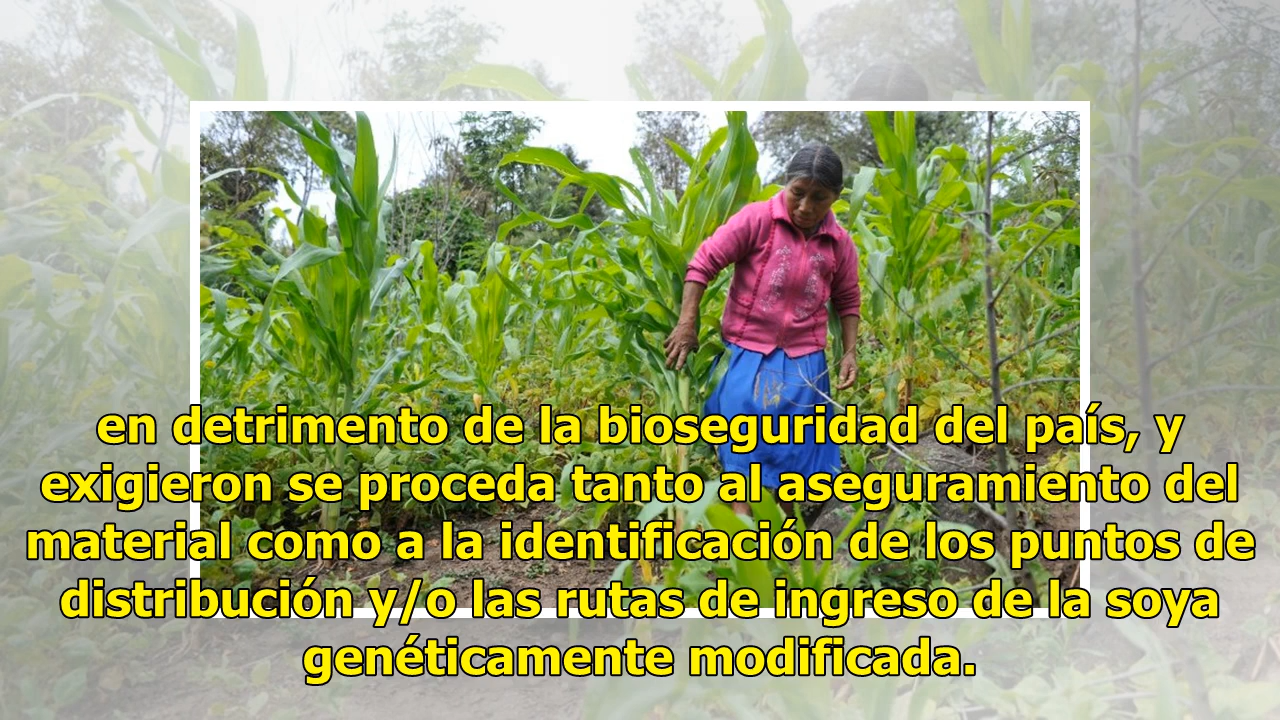 en detrimento de la bioseguridad del país, y
exigieron se proceda tanto al aseguramiento del
material como a la identificación de los puntos de
distribución y/o las rutas de ingreso de la soya
genéticamente modificada.